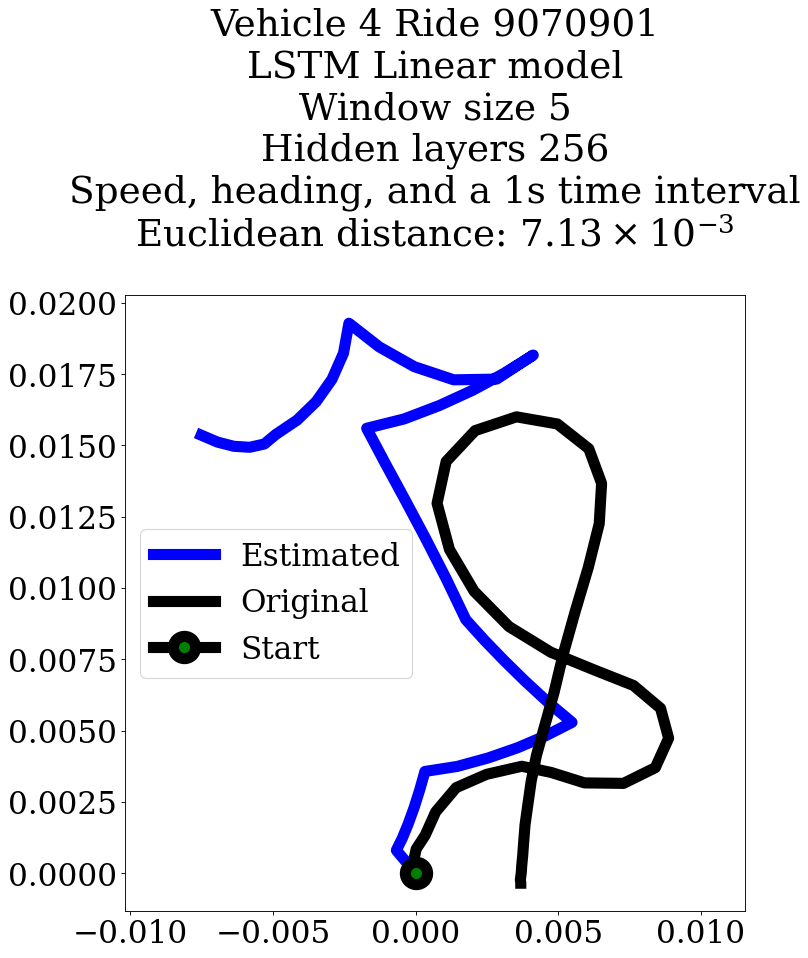 Vehicle 4 Ride 9070901
LSTM Linear model
Window size 5
Hidden layers 256
Speed, heading, and a 1s time interval
Euclidean distance: 7.13 × 10⁻³
0.0200
0.0175
0.0150
0.0125
0.0100
0.0075
0.0050
0.0025
0.0000
Estimated
Original
Start
−0.010 −0.005 0.000 0.005 0.010